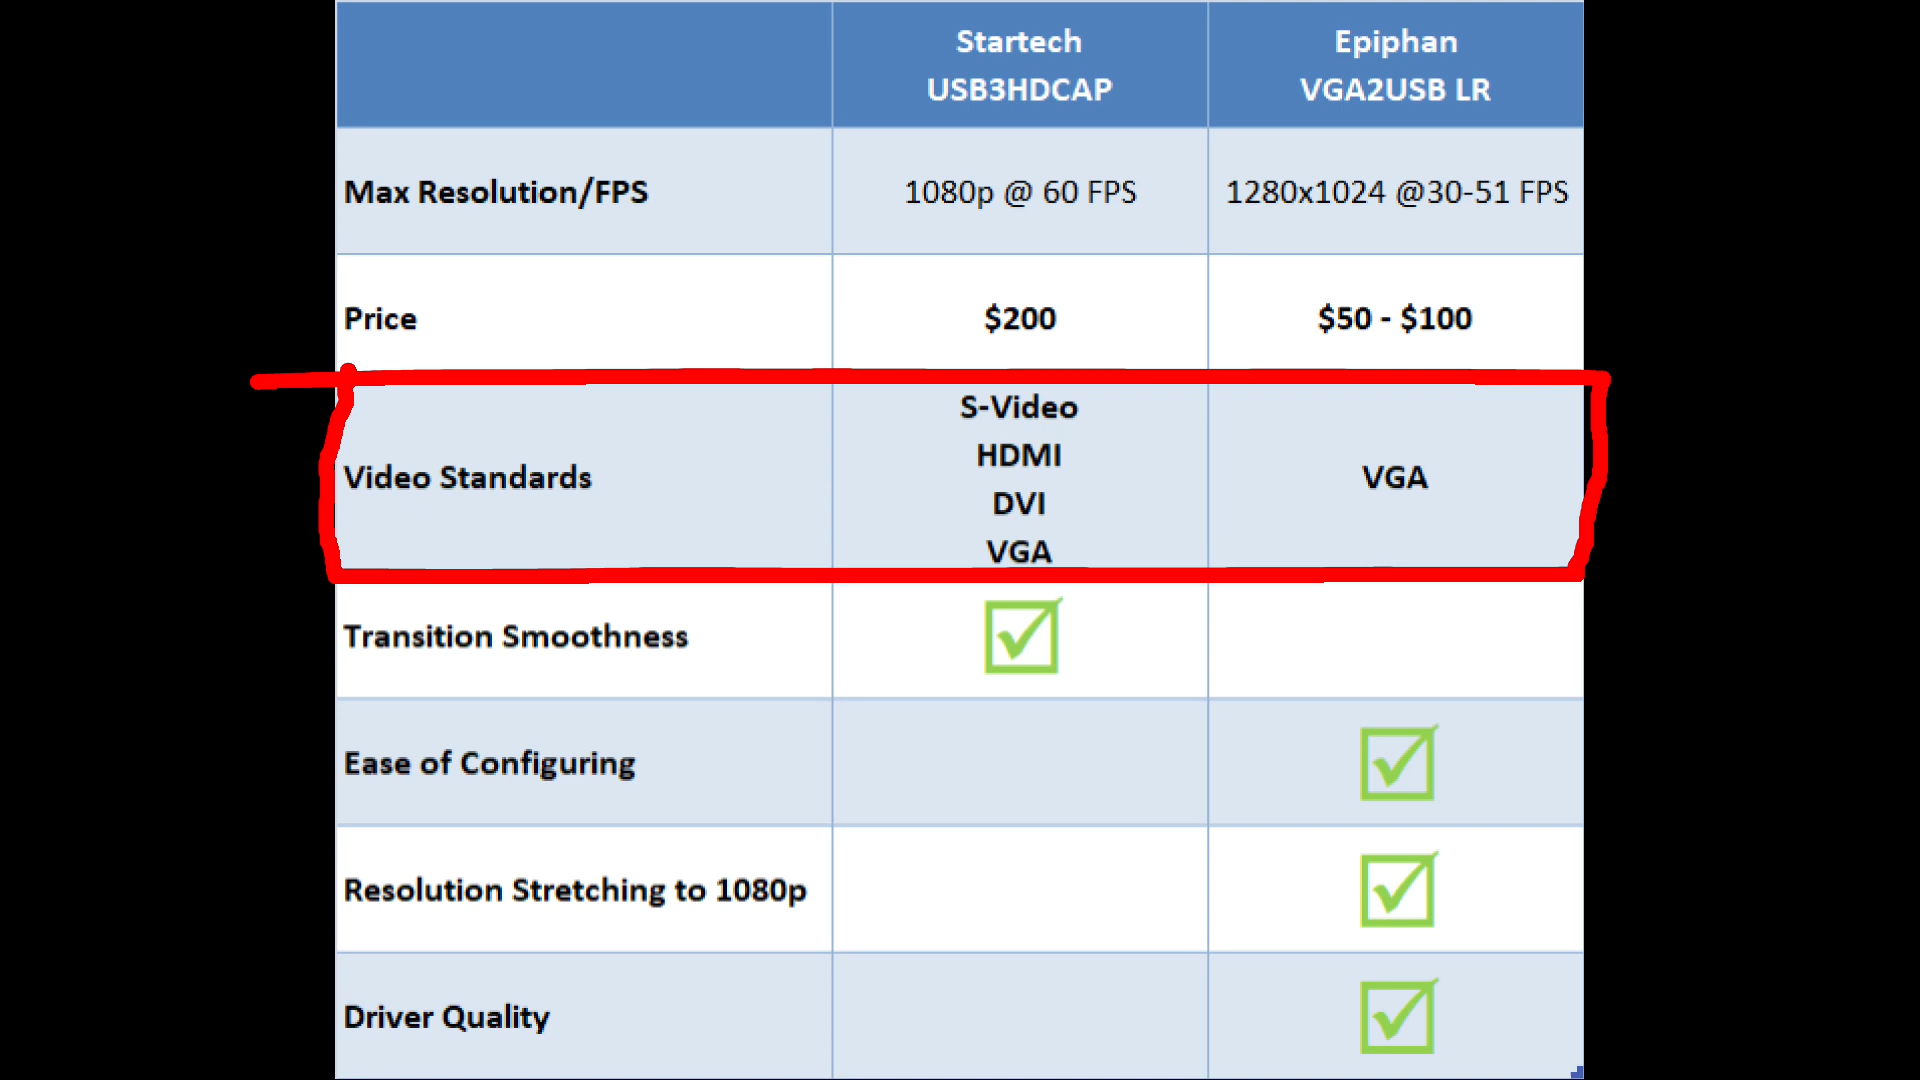 Startech
USB3HDCAP
Epiphan
VGA2USB LR
Max Resolution/FPS
1080p @ 60 FPS
1280x1024 @30-51 FPS
Price
$200
$50 - $100
Video Standards
S-Video
HDMI
DVI
VGA
VGA
Transition Smoothness
Ease of Configuring
Resolution Stretching to 1080p
Driver Quality